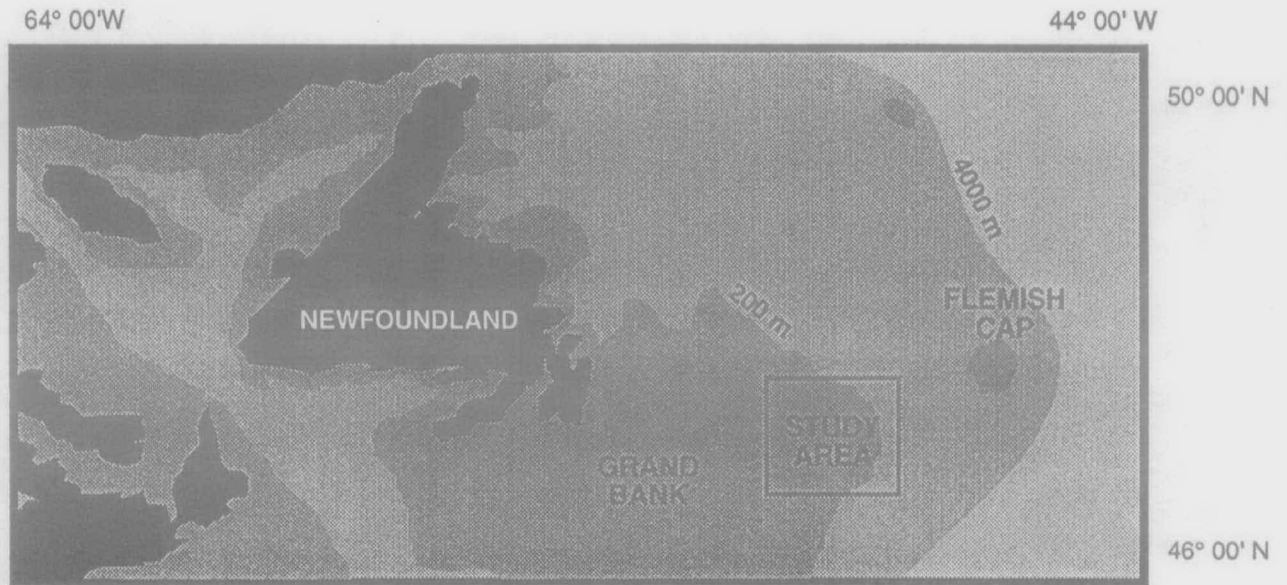 64° 00'W
44° 00' W
50° 00' N
4000 m
200 m
FLEMISH
CAP
NEWFOUNDLAND
STUDY
AREA
GRAND
BANK
46° 00' N